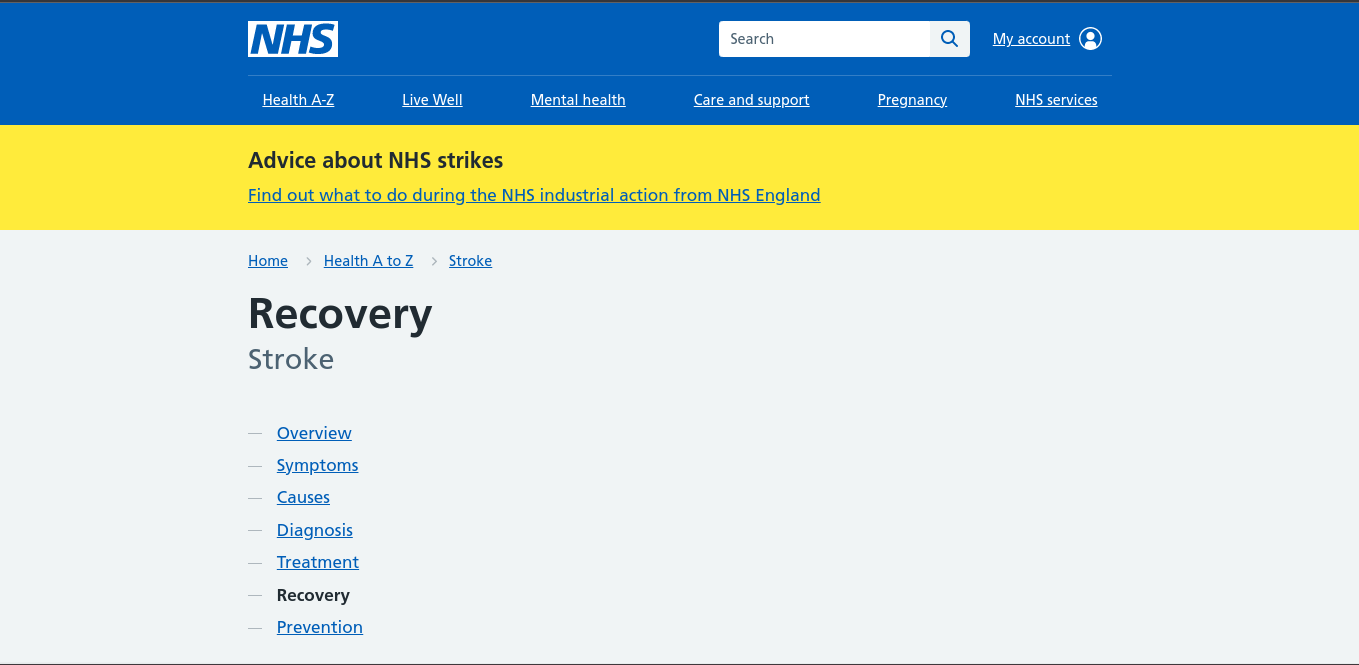 NHS
Search
My account
Health A-Z
Live Well
Mental health
Care and support
Pregnancy
NHS services
Advice about NHS strikes
Find out what to do during the NHS industrial action from NHS England
Home
Health A to Z
Stroke
Recovery
Stroke
— Overview
— Symptoms
— Causes
— Diagnosis
— Treatment
— Recovery
— Prevention